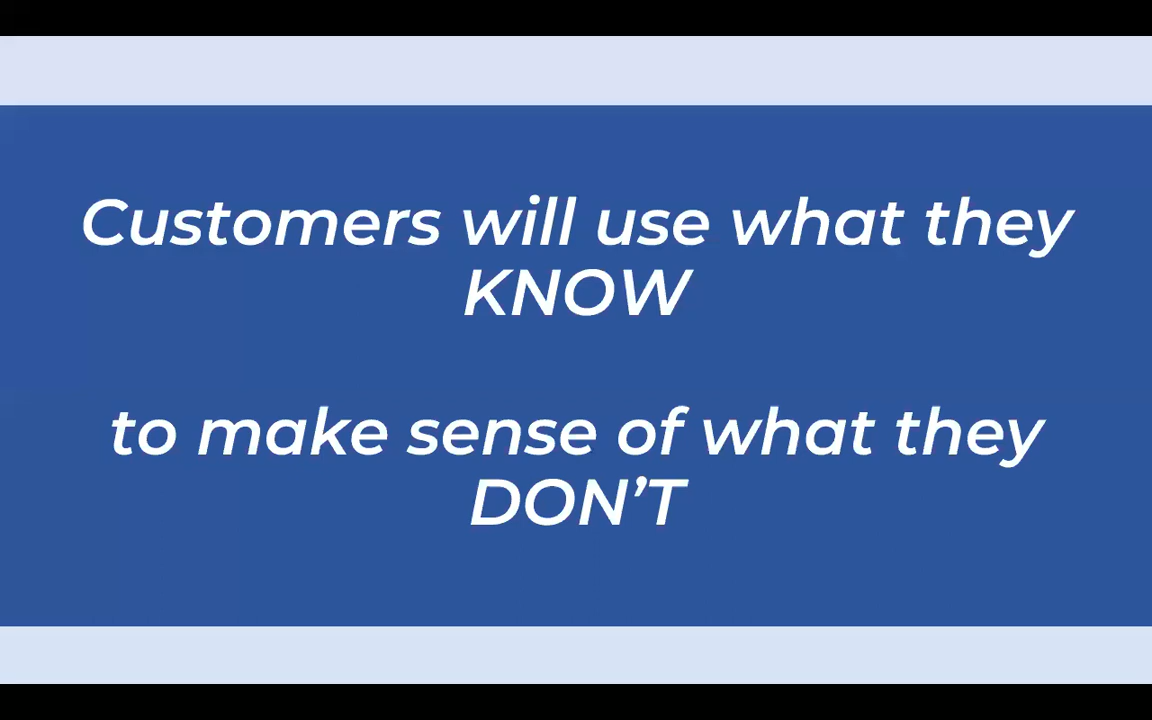 Customers will use what they
KNOW
to make sense of what they
DON’T